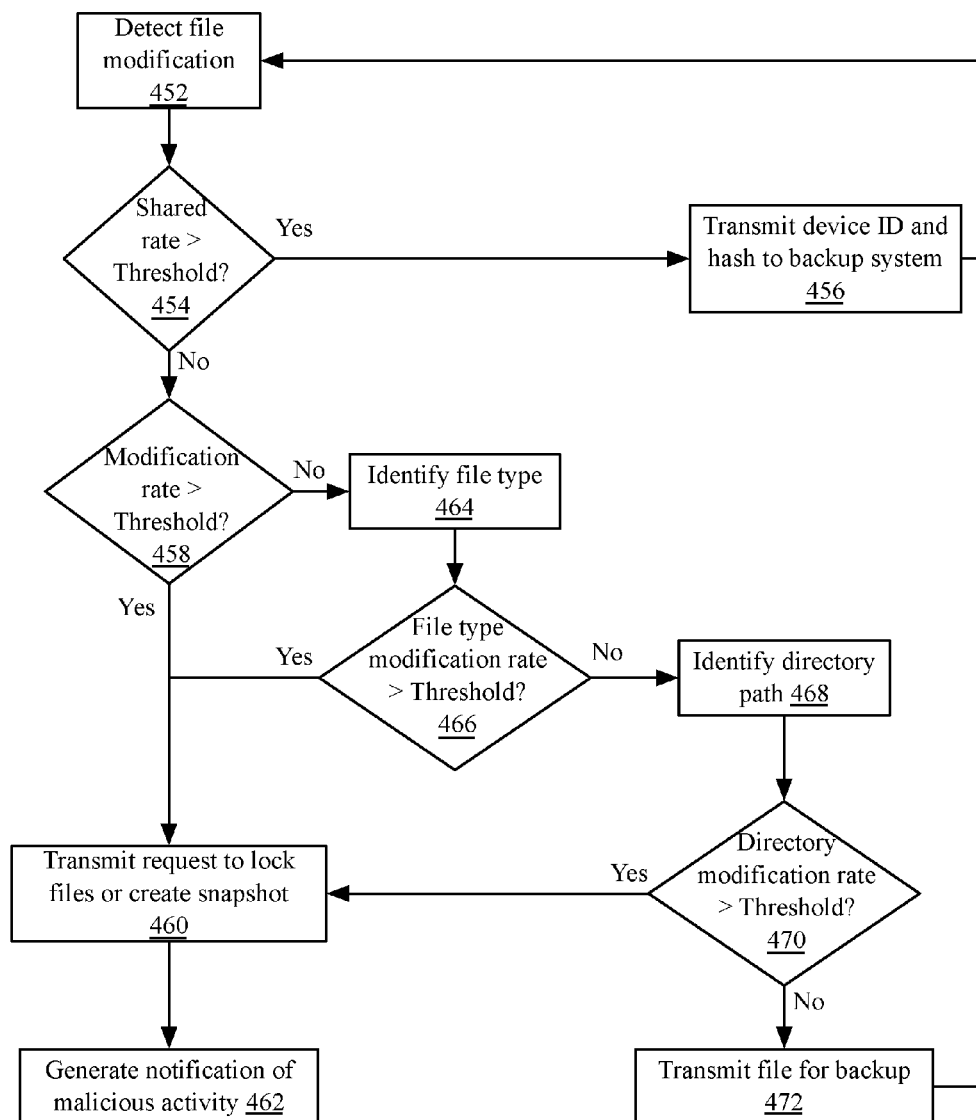 Detect file
modification
452
Shared
rate >
Threshold?
454
Yes
Transmit device ID and
hash to backup system
456
No
Modification
rate >
Threshold?
458
No
Identify file type
464
Yes
File type
modification rate
> Threshold?
466
Yes
No
Identify directory
path 468
Directory
modification rate
> Threshold?
470
Yes
Transmit request to lock
files or create snapshot
460
No
Generate notification of
malicious activity 462
Transmit file for backup
472